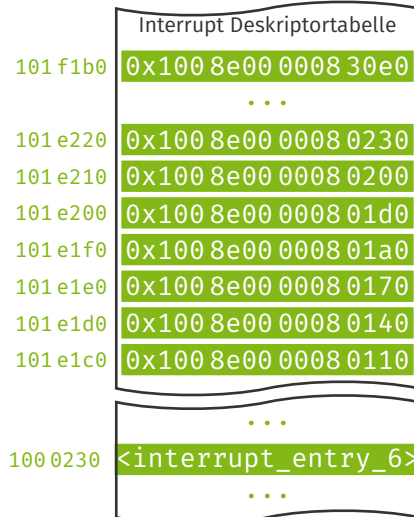 Interrupt Deskriptortabelle
101 f1b0 0x100 8e00 0008 30e0
...
101 e220 0x100 8e00 0008 0230
101 e210 0x100 8e00 0008 0200
101 e200 0x100 8e00 0008 01d0
101 e1f0 0x100 8e00 0008 01a0
101 e1e0 0x100 8e00 0008 0170
101 e1d0 0x100 8e00 0008 0140
101 e1c0 0x100 8e00 0008 0110
...
100 0230 <interrupt_entry_6>
...